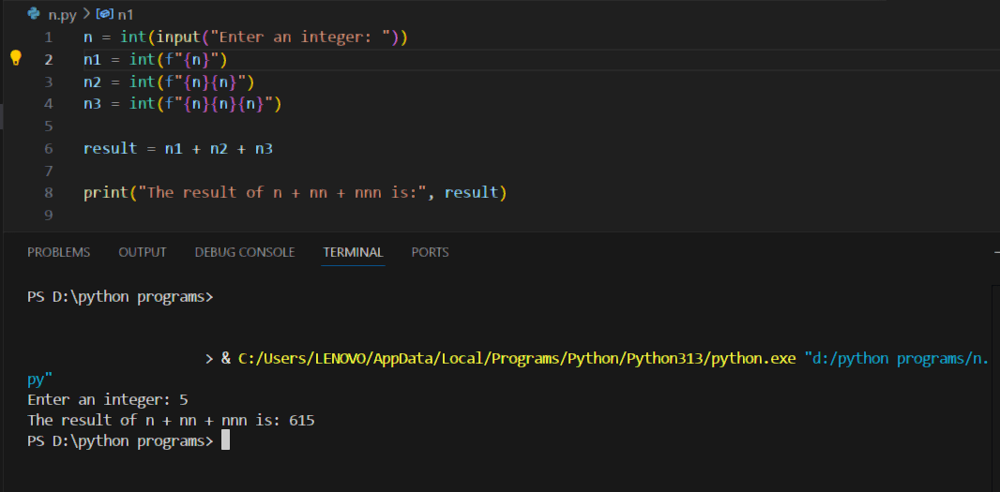 n.py > n1
1 n = int(input("Enter an integer: "))
2 n1 = int(f"{n}")
3 n2 = int(f"{n}{n}")
4 n3 = int(f"{n}{n}{n}")
5
6 result = n1 + n2 + n3
7
8 print("The result of n + nn + nnn is:", result)
9
PROBLEMS OUTPUT DEBUG CONSOLE TERMINAL PORTS
PS D:\python programs>
> & C:/Users/LENOVO/AppData/Local/Programs/Python/Python313/python.exe "d:/python programs/n.
py"
Enter an integer: 5
The result of n + nn + nnn is: 615
PS D:\python programs>